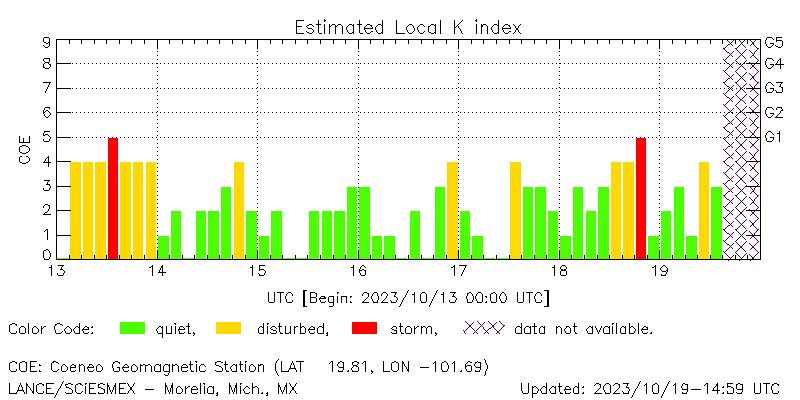 Estimated Local K index
9 G5
8 G4
7 G3
6 G2
5 G1
4
3
2
1
0
COE
13 14 15 16 17 18 19
UTC [Begin: 2023/10/13 00:00 UTC]
Color Code: quiet, disturbed, storm, data not available.
COE: Coeneo Geomagnetic Station (LAT 19.81, LON -101.69)
LANCE/SCiESMEX - Morelia, Mich., MX Updated: 2023/10/19-14:59 UTC